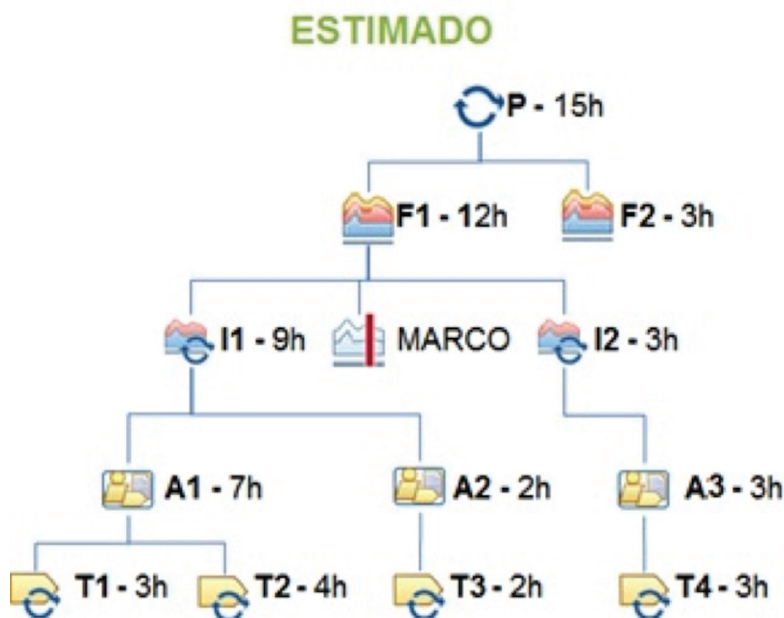 ESTIMADO
P - 15h
F1 - 12h
F2 - 3h
I1 - 9h
MARCO
I2 - 3h
A1 - 7h
A2 - 2h
A3 - 3h
T1 - 3h
T2 - 4h
T3 - 2h
T4 - 3h